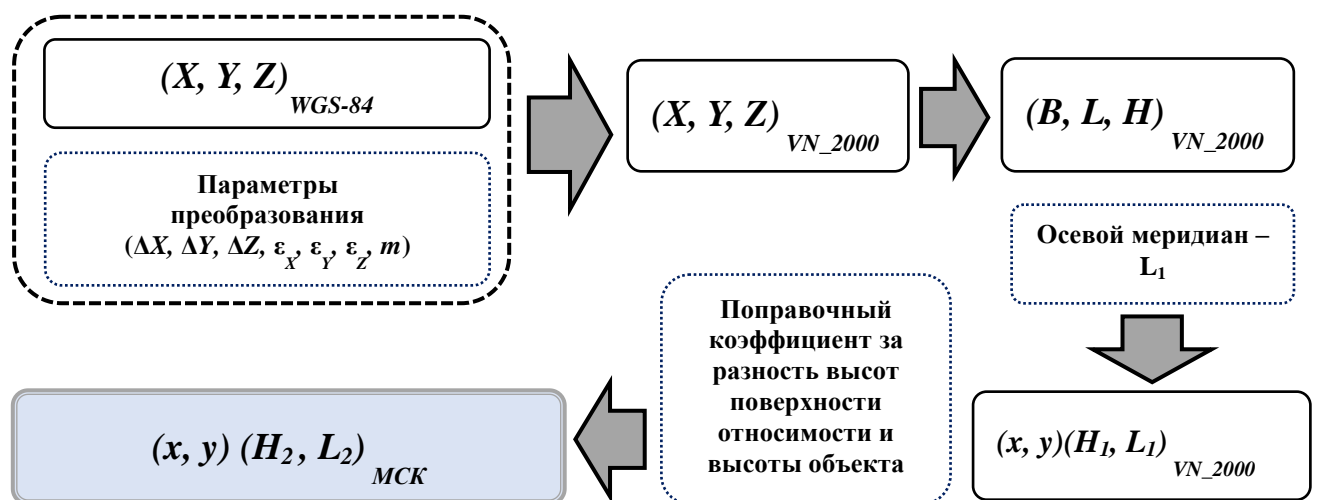 (X, Y, Z) WGS-84
Параметры
преобразования
(ΔX, ΔY, ΔZ, εX, εY, εZ, m)
(X, Y, Z) VN_2000
(B, L, H) VN_2000
Осевой меридиан –
L1
(x, y)(H1, L1) VN_2000
Поправочный
коэффициент за
разность высот
поверхности
относимости и
высоты объекта
(x, y) (H2, L2) МСК